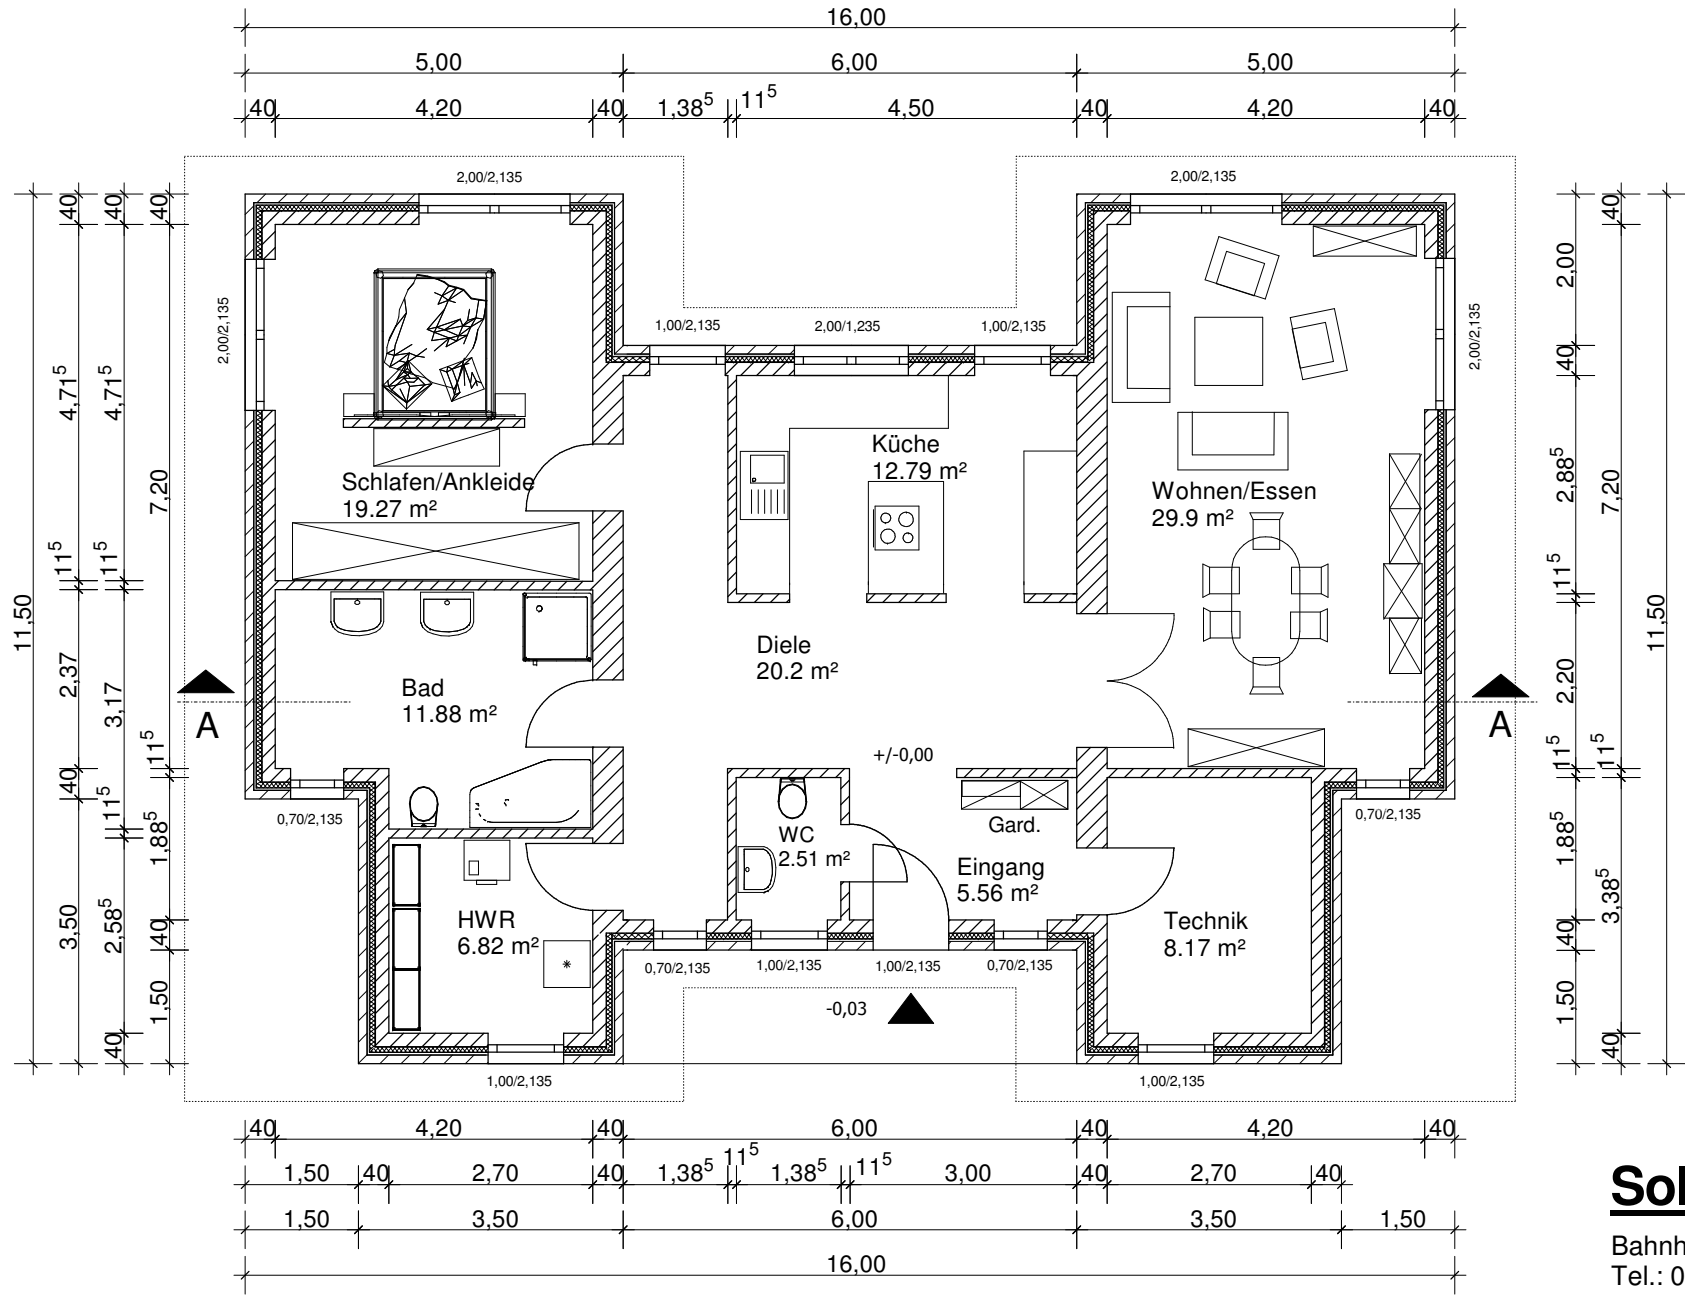 16,00
5,00 6,00 5,00
40 4,20 40 1,38⁵ 11⁵ 4,50 40 4,20 40
2,00/2,135 2,00/2,135
40 40 40 40
2,00/2,135 1,00/2,135 2,00/1,235 1,00/2,135 2,00/2,135
2,00
40
4,71⁵ 4,71⁵ 7,20
Küche
12.79 m²
Schlafen/Ankleide
19.27 m²
Wohnen/Essen
29.9 m²
2,88⁵ 7,20
11⁵ 11⁵ 11⁵
11,50 11,50
Diele
20.2 m²
2,37 3,17 2,20
Bad
11.88 m²
A A
+/-0,00
11⁵ 11⁵ 11⁵
40 11⁵
0,70/2,135 0,70/2,135
Gard.
WC
2.51 m²
1,88⁵ 1,88⁵
Eingang
5.56 m²
HWR
6.82 m²
Technik
8.17 m²
3,50 2,58⁵ 40 40 3,38⁵
0,70/2,135 1,00/2,135 1,00/2,135 0,70/2,135
1,50 1,50
-0,03
40 40
1,00/2,135 1,00/2,135
40 4,20 40 6,00 40 4,20 40
1,50 40 2,70 40 1,38⁵ 11⁵ 1,38⁵ 11⁵ 3,00 40 2,70 40
1,50 3,50 6,00 3,50 1,50
16,00
Sol
Bahnh
Tel.: 0